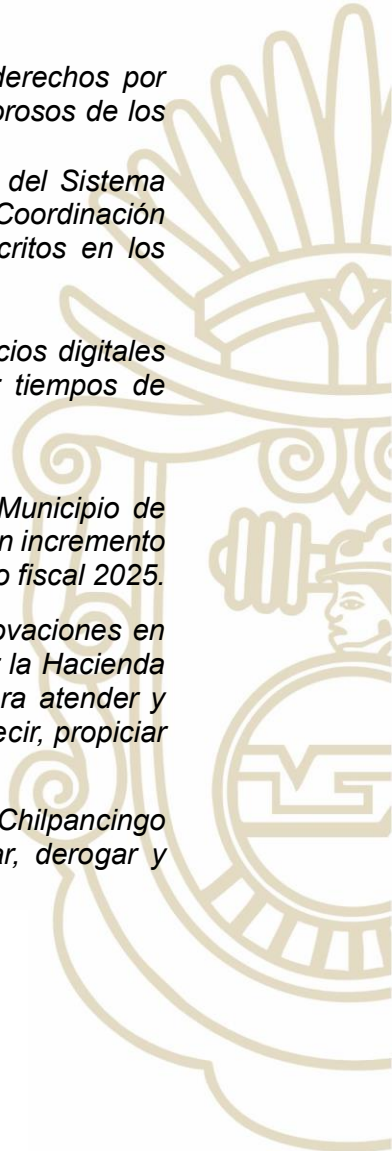 derechos por
orosos de los
del Sistema
Coordinación
critos en los
cios digitales
tiempos de
Municipio de
n incremento
o fiscal 2025.
ovaciones en
la Hacienda
ra atender y
ecir, propiciar
Chilpancingo
ar, derogar y